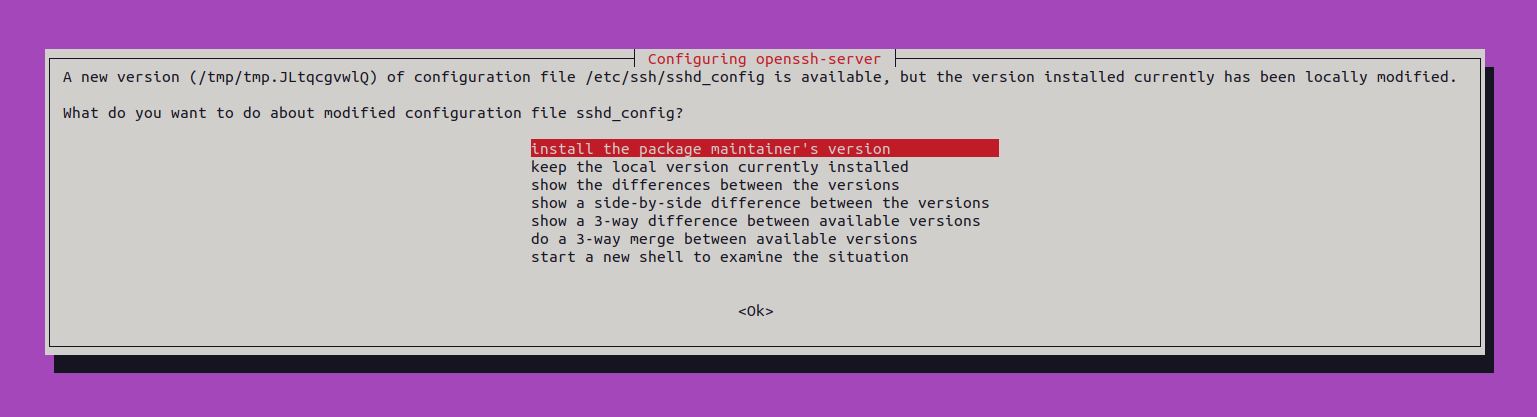 Configuring openssh-server
A new version (/tmp/tmp.JLtqcgvwlQ) of configuration file /etc/ssh/sshd_config is available, but the version installed currently has been locally modified.
What do you want to do about modified configuration file sshd_config?
install the package maintainer's version
keep the local version currently installed
show the differences between the versions
show a side-by-side difference between the versions
show a 3-way difference between available versions
do a 3-way merge between available versions
start a new shell to examine the situation
<Ok>